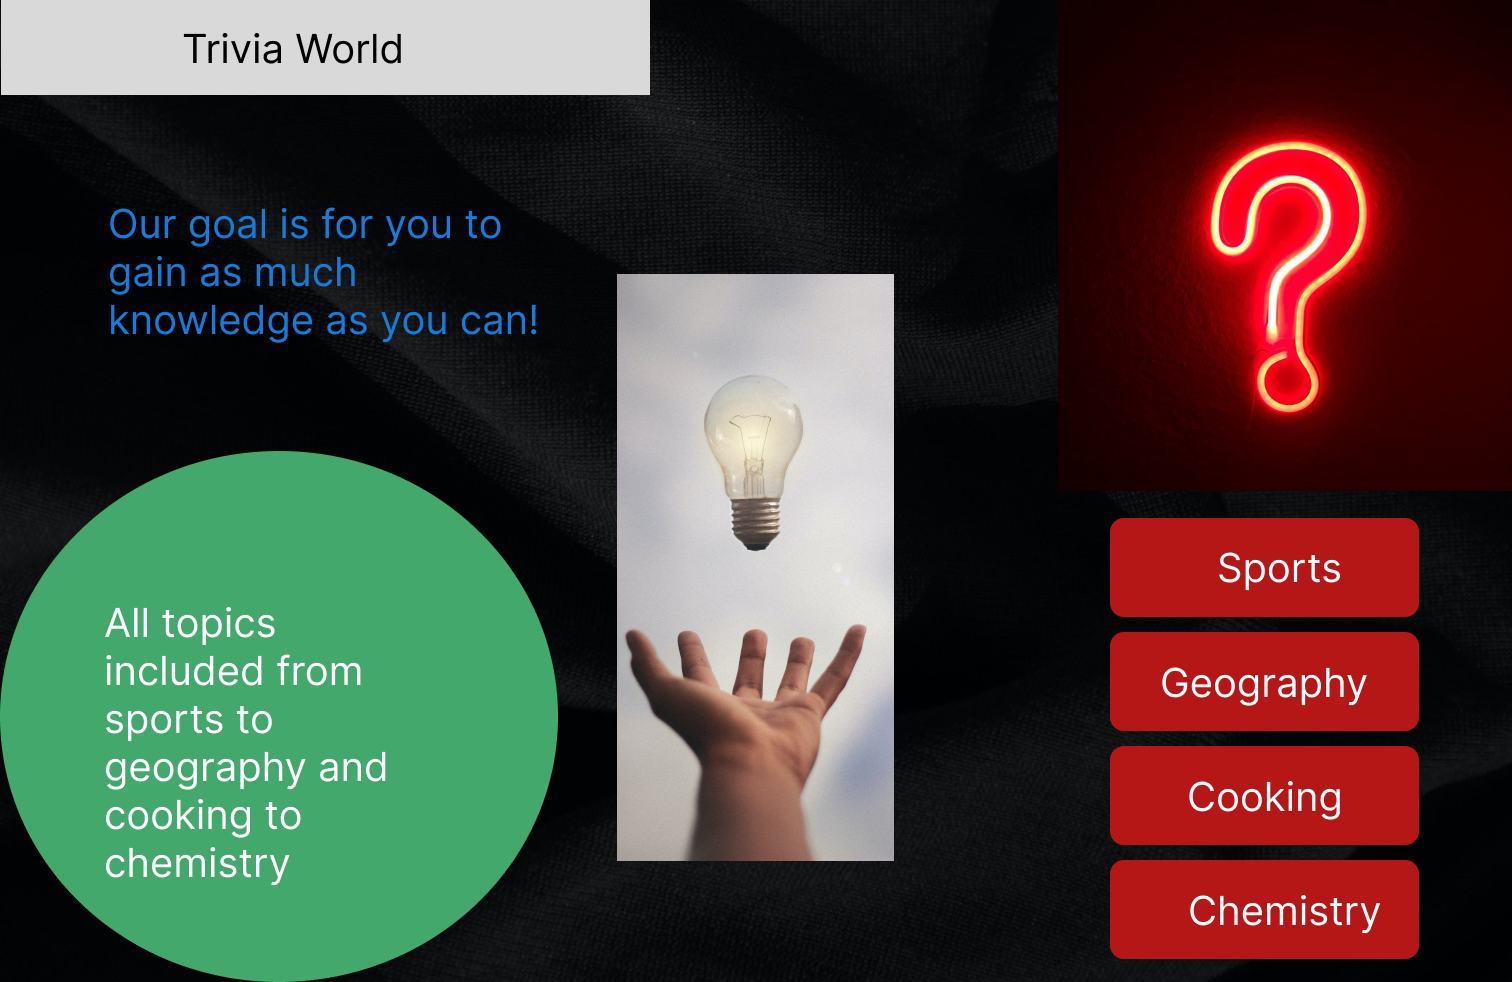 Trivia World
Our goal is for you to
gain as much
knowledge as you can!
All topics
included from
sports to
geography and
cooking to
chemistry
Sports
Geography
Cooking
Chemistry